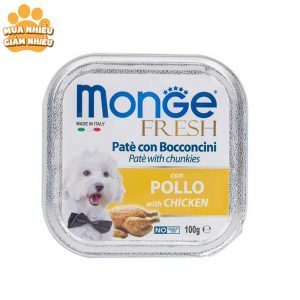 MUA NHIỀU
GIẢM NHIỀU
monge
MADE IN ITALY
FRESH
Patè con Bocconcini
Patè with chunkies
con
POLLO
with CHICKEN
NO
100g ℮